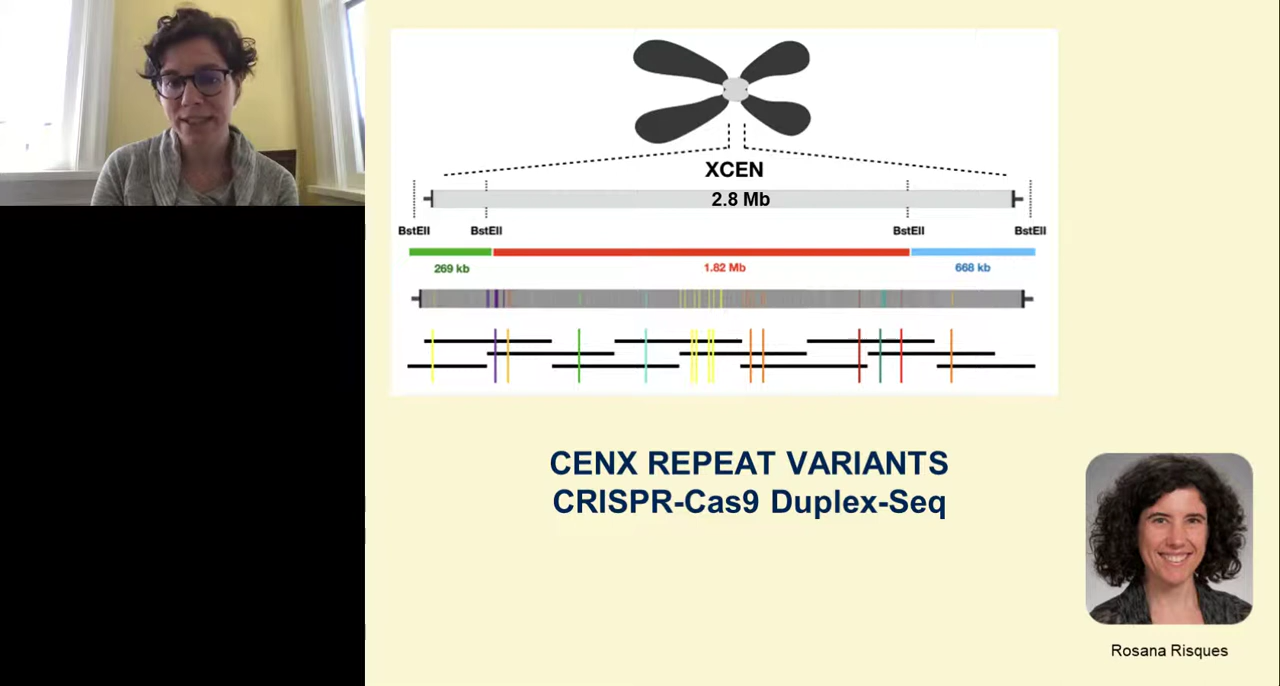 XCEN
2.8 Mb
BstEII BstEII BstEII BstEII
269 kb 1.82 Mb 668 kb
CENX REPEAT VARIANTS
CRISPR-Cas9 Duplex-Seq
Rosana Risques